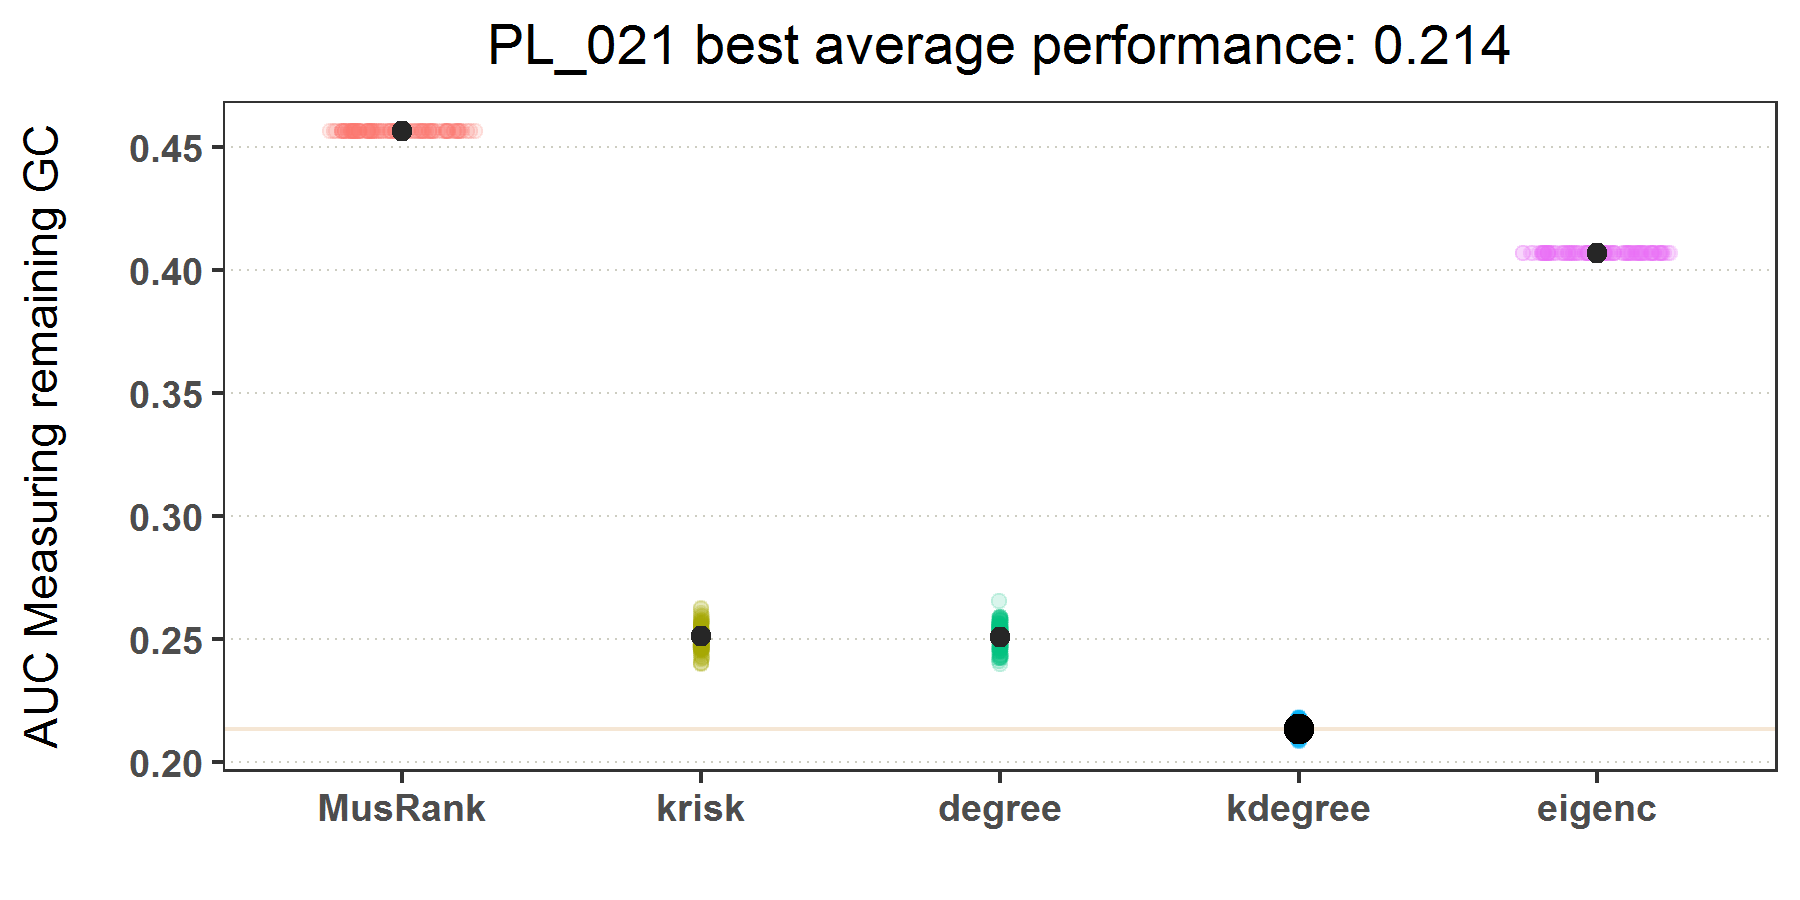 PL_021 best average performance: 0.214
AUC Measuring remaining GC
0.45
0.40
0.35
0.30
0.25
0.20
MusRank krisk degree kdegree eigenc